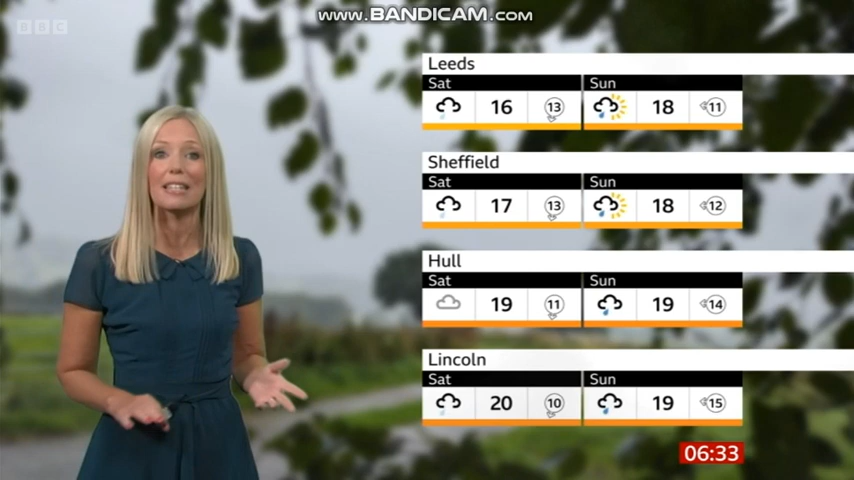 www.BANDICAM.com
BBC
Leeds
Sat Sun
16 13 18 11
Sheffield
Sat Sun
17 13 18 12
Hull
Sat Sun
19 11 19 14
Lincoln
Sat Sun
20 10 19 15
06:33